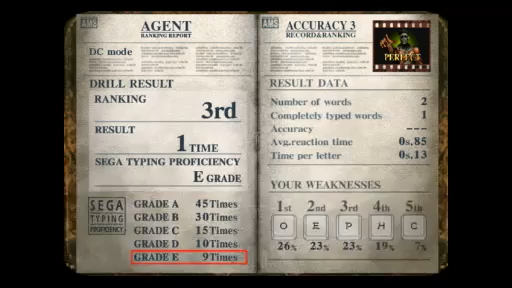 AMS
AGENT
RANKING REPORT
DC mode
DRILL RESULT
RANKING
3rd
RESULT
1 TIME
SEGA TYPING PROFICIENCY
E GRADE
SEGA
TYPING
PROFICIENCY
GRADE A 45Times
GRADE B 30Times
GRADE C 15Times
GRADE D 10Times
GRADE E 9Times
AMS
ACCURACY 3
RECORD&RANKING
PERFECT
RESULT DATA
Number of words 2
Completely typed words 1
Accuracy ---
Avg.reaction time 0s.85
Time per letter 0s.13
YOUR WEAKNESSES
1st 2nd 3rd 4th 5th
O E P H C
26% 23% 23% 19% 7%